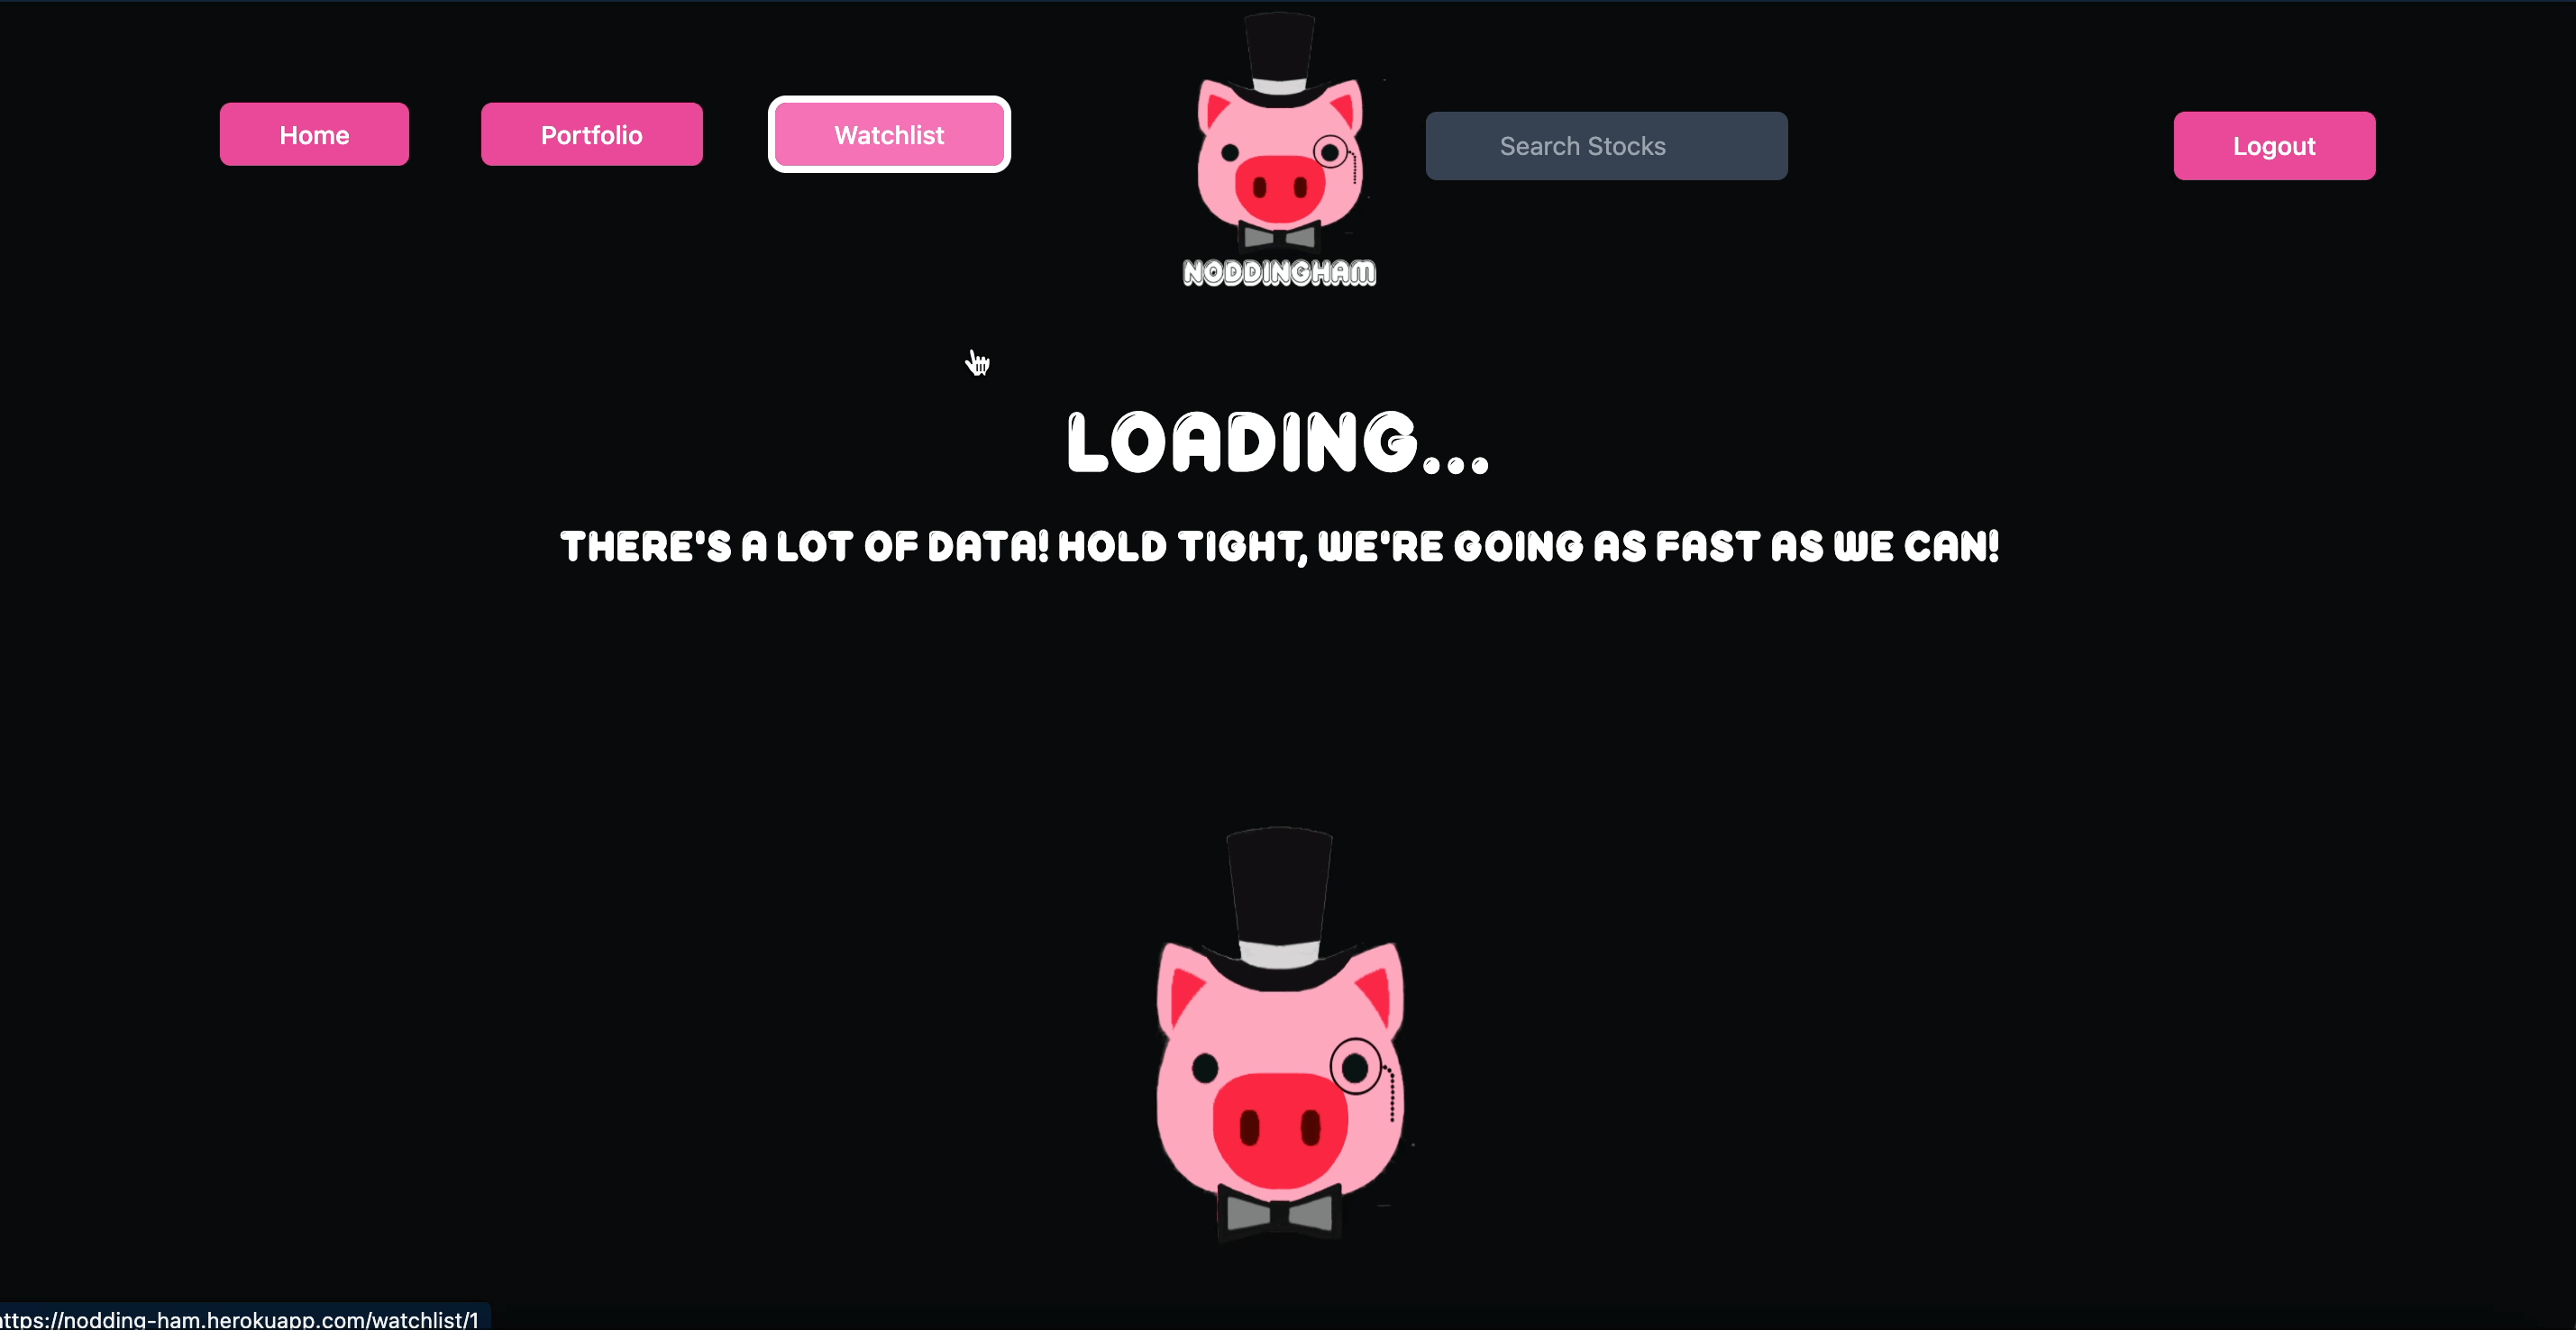 Home
Portfolio
Watchlist
Search Stocks
Logout
NODDINGHAM
LOADING...
THERE'S A LOT OF DATA! HOLD TIGHT, WE'RE GOING AS FAST AS WE CAN!
ttps://nodding-ham.herokuapp.com/watchlist/1